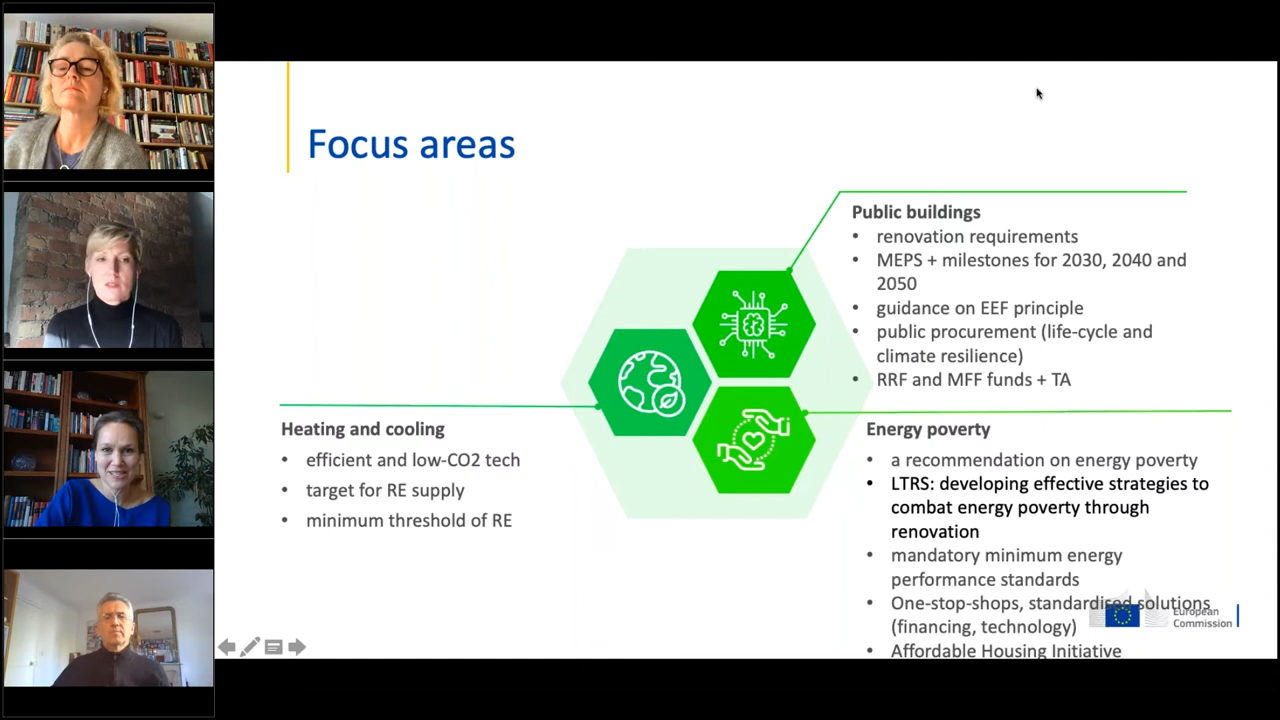 Focus areas
Public buildings
• renovation requirements
• MEPS + milestones for 2030, 2040 and
2050
• guidance on EEF principle
• public procurement (life-cycle and
climate resilience)
• RRF and MFF funds + TA
Heating and cooling
• efficient and low-CO2 tech
• target for RE supply
• minimum threshold of RE
Energy poverty
• a recommendation on energy poverty
• LTRS: developing effective strategies to
combat energy poverty through
renovation
• mandatory minimum energy
performance standards
• One-stop-shops, standardised solutions
(financing, technology)
• Affordable Housing Initiative
European
Commission